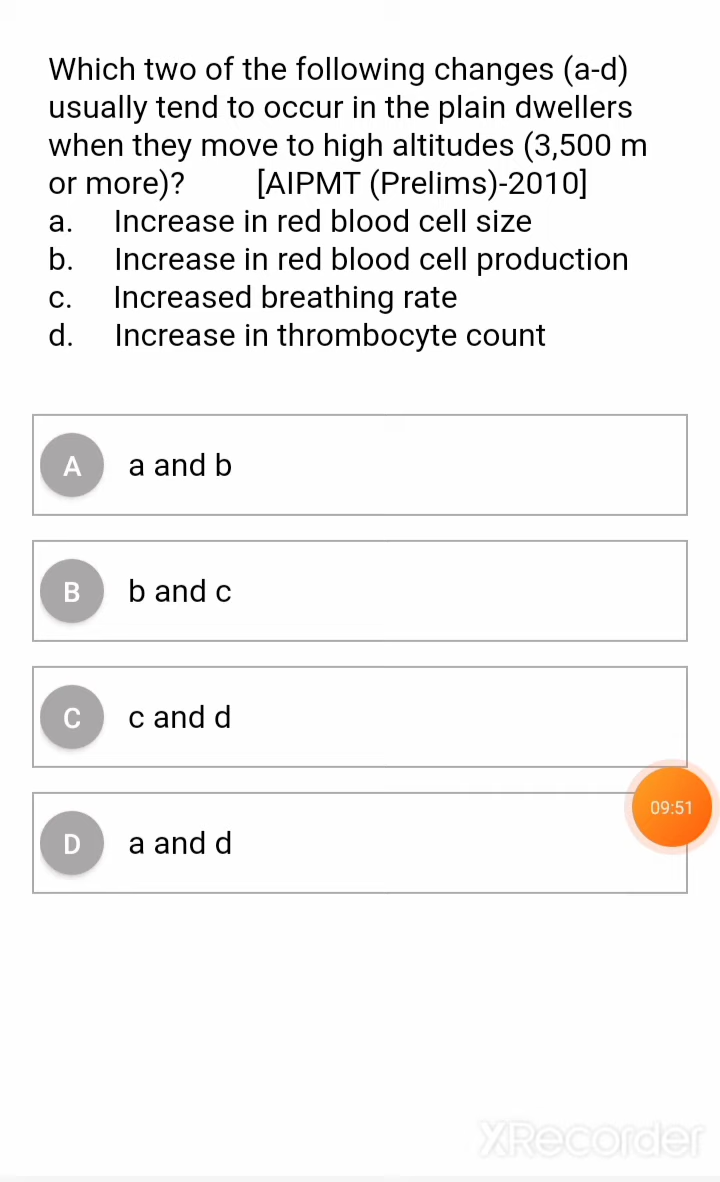 Which two of the following changes (a-d)
usually tend to occur in the plain dwellers
when they move to high altitudes (3,500 m
or more)? [AIPMT (Prelims)-2010]
a. Increase in red blood cell size
b. Increase in red blood cell production
c. Increased breathing rate
d. Increase in thrombocyte count
A a and b
B b and c
C c and d
09:51
D a and d
XRecorder